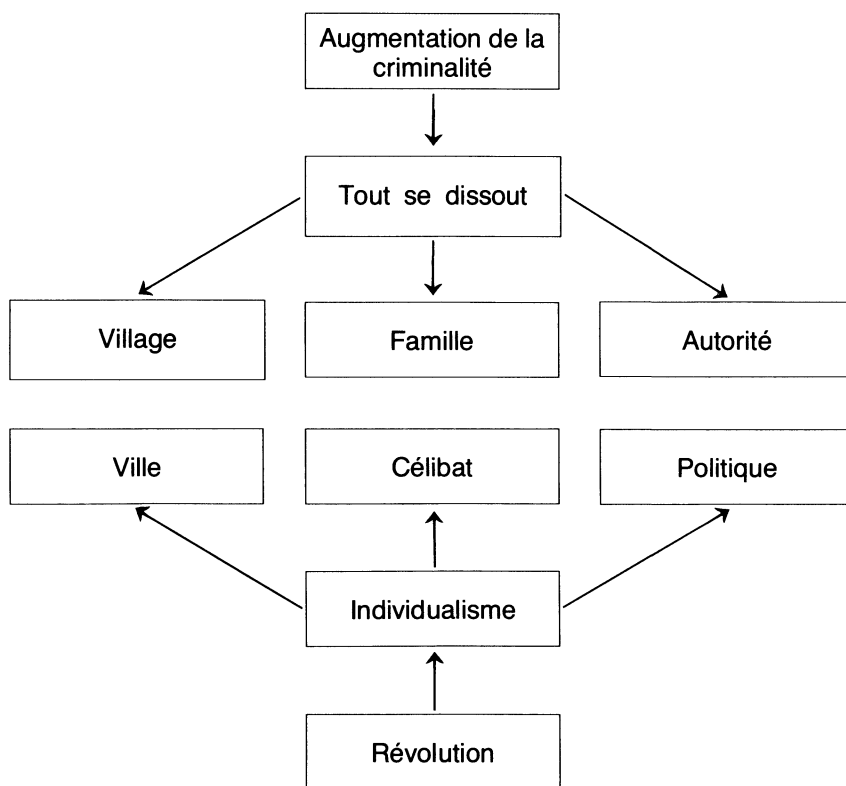 Augmentation de la
criminalité
Tout se dissout
Village
Famille
Autorité
Ville
Célibat
Politique
Individualisme
Révolution